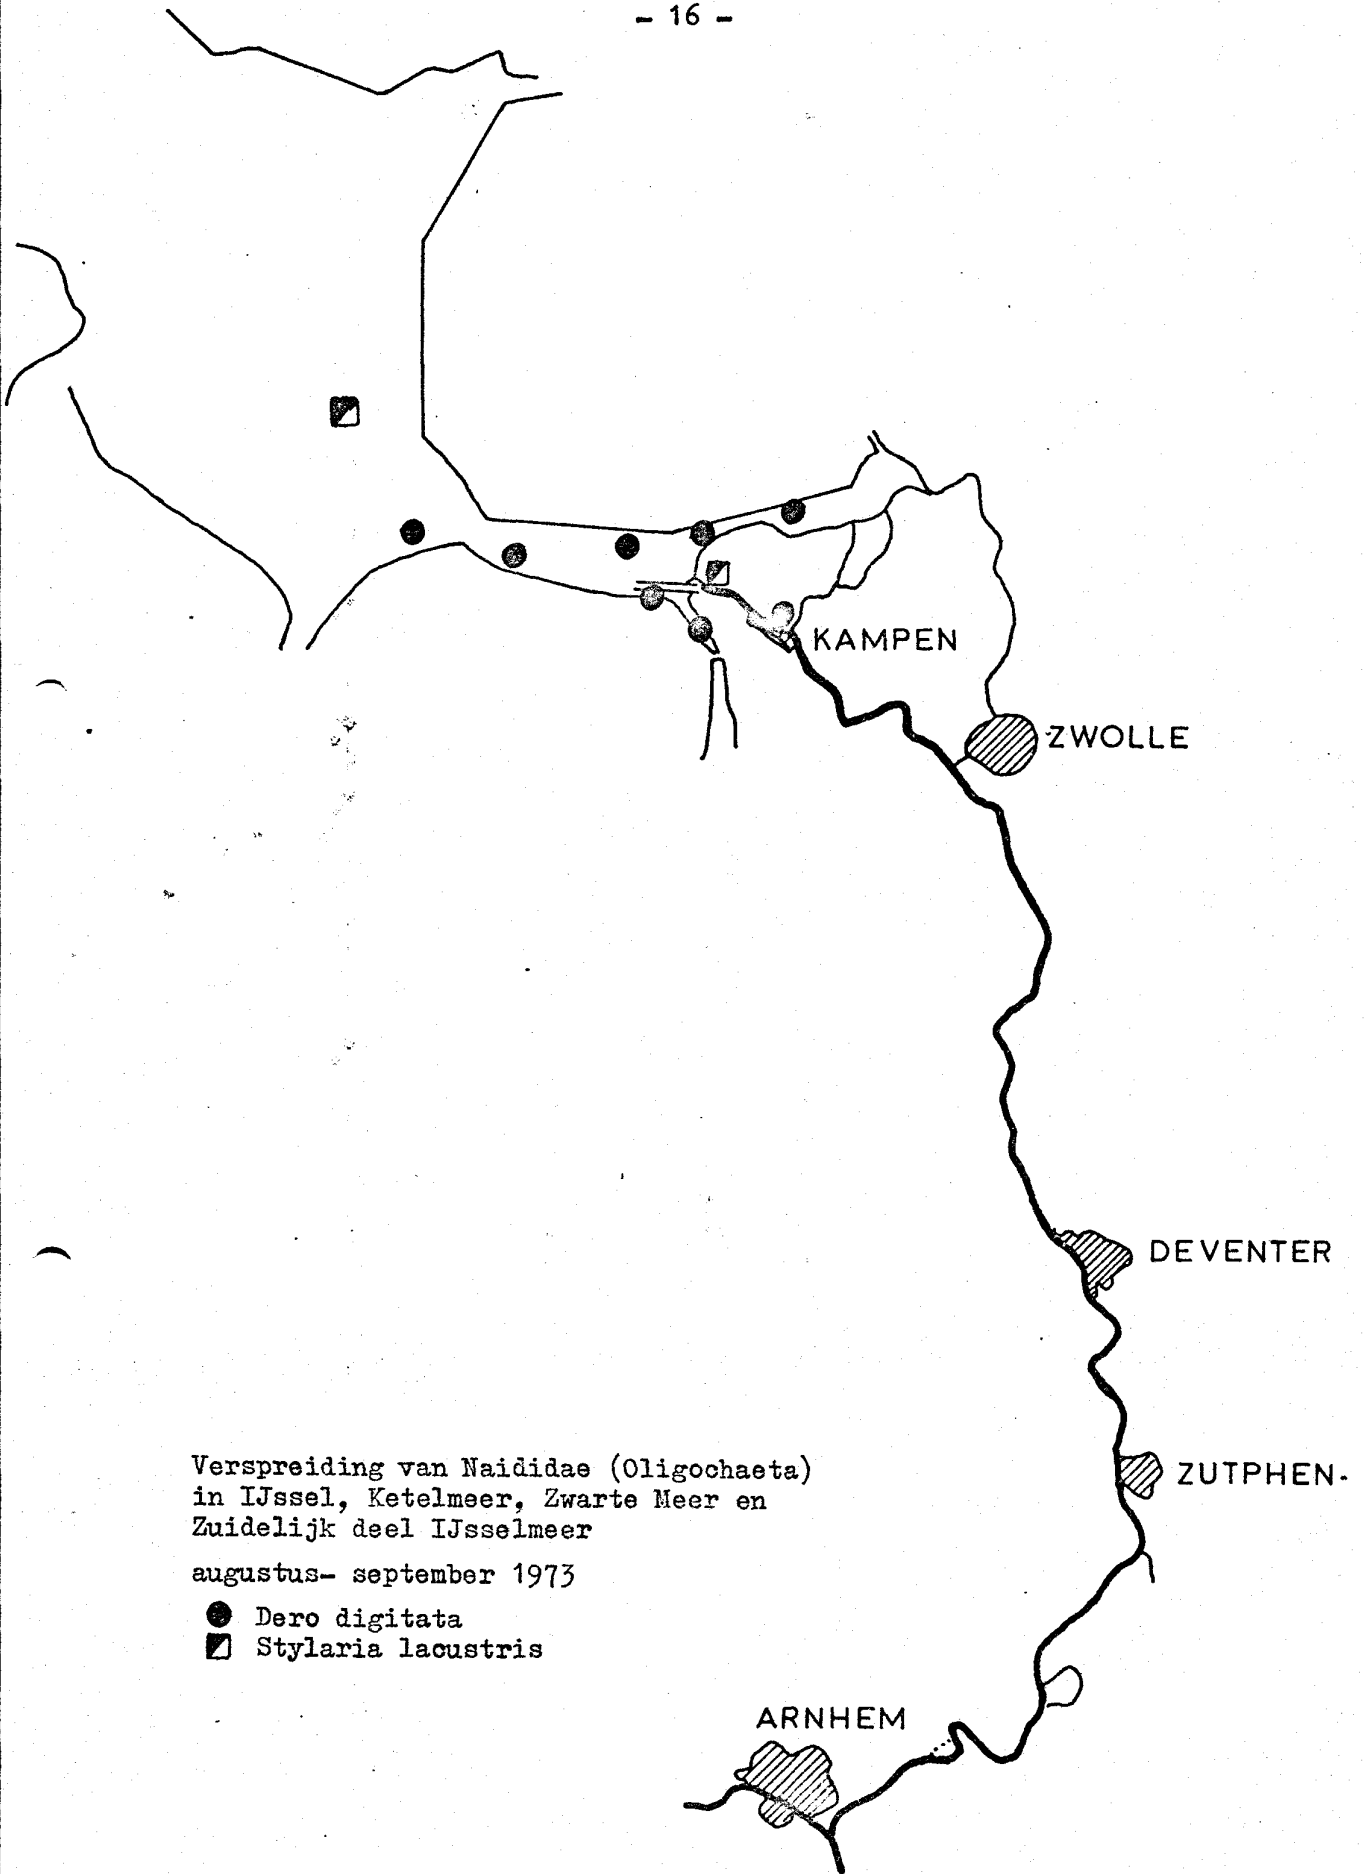 - 16 -
KAMPEN
ZWOLLE
DEVENTER
ZUTPHEN
Verspreiding van Naididae (Oligochaeta)
in IJssel, Ketelmeer, Zwarte Meer en
Zuidelijk deel IJsselmeer
augustus- september 1973
Dero digitata
Stylaria lacustris
ARNHEM